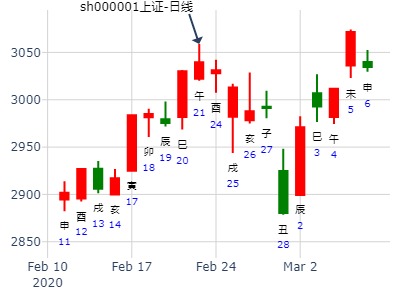 sh000001上证-日线
3050
3000
2950
2900
2850
申
11
酉
12
戌
13
亥
14
寅
17
卯
18
辰
19
巳
20
午
21
酉
24
戌
25
亥
26
子
27
丑
28
辰
2
巳
3
午
4
未
5
申
6
Feb 10
2020
Feb 17
Feb 24
Mar 2